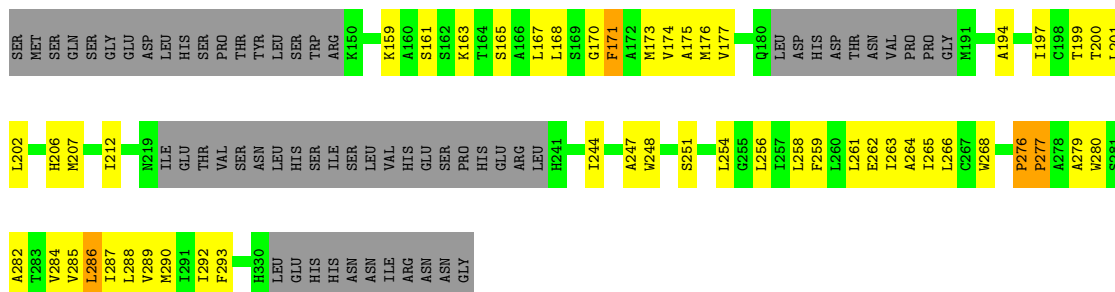 SER MET SER GLN SER GLY GLU ASP LEU HIS SER PRO THR TYR LEU SER TRP ARG K150 K159 A160 S161 S162 K163 T164 S165 A166 L167 L168 S169 G170 F171 A172 M173 V174 A175 M176 V177 Q180 LEU ASP HIS ASP THR ASN VAL PRO PRO GLY M191 A194 I197 C198 T199 T200 L201
L202 H206 M207 I212 N219 ILE GLU THR VAL SER ASN LEU HIS SER ILE SER LEU VAL HIS GLU SER PRO HIS GLU ARG LEU H241 I244 A247 W248 S251 L254 G255 L256 I257 L258 F259 L260 L261 E262 I263 A264 I265 L266 C267 W268 P276 P277 A278 A279 W280 S281
A282 T283 V284 V285 L286 I287 L288 V289 M290 I291 I292 F293 H330 LEU GLU HIS HIS ASN ASN ILE ARG ASN ASN GLY